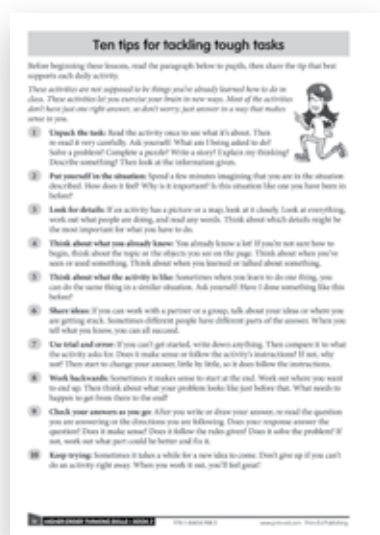 Ten tips for tackling tough tasks
Before beginning these lessons, read the paragraph below to pupils, then share the tip that best
supports each daily activity.
These activities are not supposed to be things you've already learned how to do in
class. These activities let you exercise your brain in new ways. Most of the activities
don't have just one right answer, so don't worry; just answer in a way that makes
sense to you.
1 Unpack the task: Read the activity once to see what it's about. Then
re-read it very carefully. Ask yourself: What am I being asked to do?
Solve a problem? Complete a puzzle? Write a story? Explain my thinking?
Describe something? Then look at the information given.
2 Put yourself in the situation: Spend a few minutes imagining that you are in the situation
described. How does it feel? Why is it important? Is this situation like one you have been in
before?
3 Look for details: If an activity has a picture or a map, look at it closely. Look at everything,
work out what people are doing, and read any words. Think about which details might be
the most important for what you have to do.
4 Think about what you already know: You already know a lot! If you're not sure how to
begin, think about the topic or the objects you see on the page. Think about when you've
seen or used something. Think about when you learned or talked about something.
5 Think about what the activity is like: Sometimes when you learn to do one thing, you
can do the same thing in a similar situation. Ask yourself: Have I done something like this
before?
6 Share ideas: If you can work with a partner or a group, talk about your ideas or where you
are getting stuck. Sometimes different people have different parts of the answer. When you
tell what you know, you can all succeed.
7 Use trial and error: If you can't get started, write down anything. Then compare it to what
the activity asks for. Does it make sense or follow the activity's instructions? If not, why
not? Then start to change your answer, little by little, so it does follow the instructions.
8 Work backwards: Sometimes it makes sense to start at the end. Work out where you want
to end up. Then think about what your problem looks like just before that. What needs to
happen to get from there to the end?
9 Check your answers as you go: After you write or draw your answer, re-read the question
you are answering or the directions you are following. Does your response answer the
question? Does it make sense? Does it follow the rules given? Does it solve the problem? If
not, work out what part could be better and fix it.
10 Keep trying: Sometimes it takes a while for a new idea to come. Don't give up if you can't
do an activity right away. When you work it out, you'll feel great!
HIGHER-ORDER THINKING SKILLS